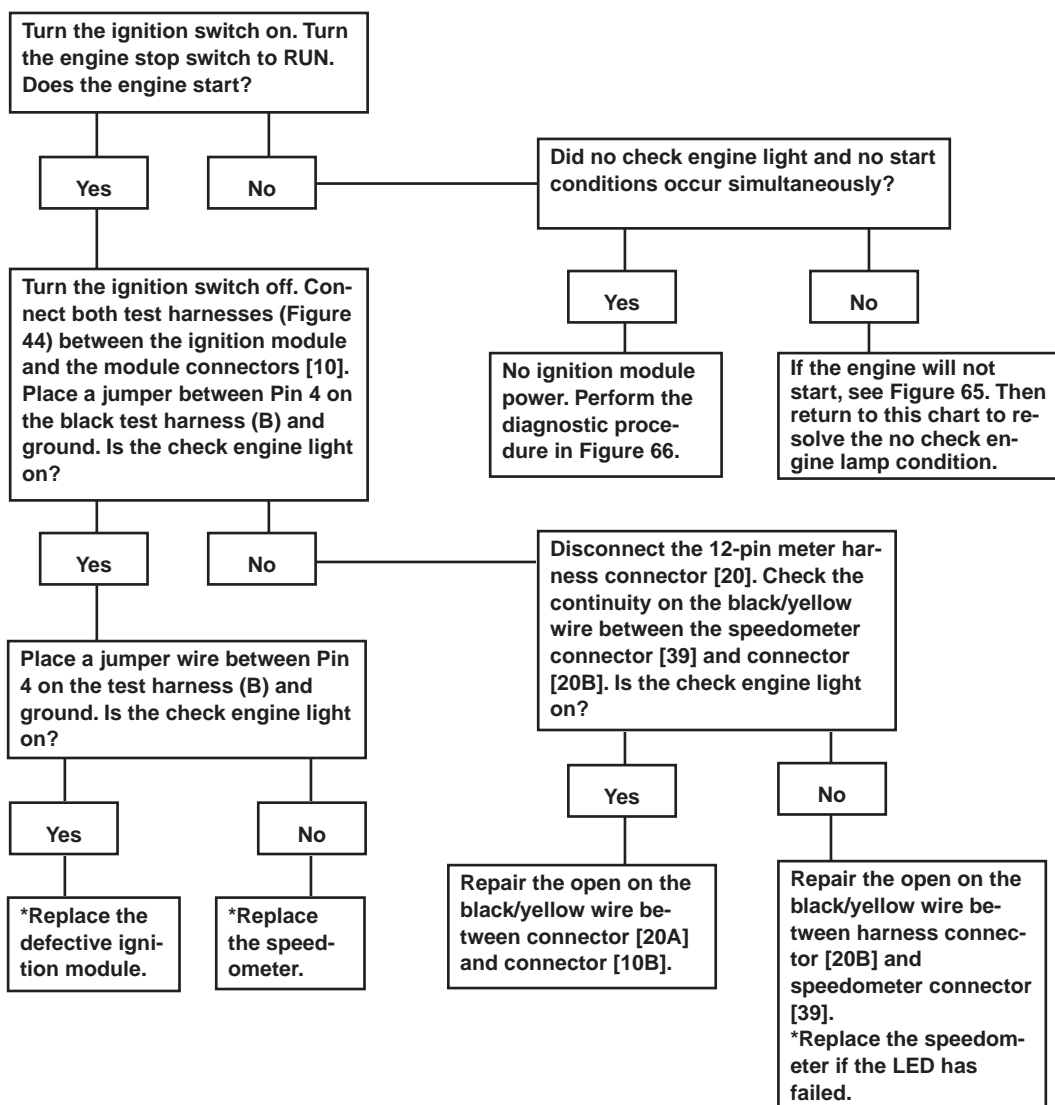 Turn the ignition switch on. Turn
the engine stop switch to RUN.
Does the engine start?
Yes
No
Did no check engine light and no start
conditions occur simultaneously?
Turn the ignition switch off. Con-
nect both test harnesses (Figure
44) between the ignition module
and the module connectors [10].
Place a jumper between Pin 4 on
the black test harness (B) and
ground. Is the check engine light
on?
Yes
No
No ignition module
power. Perform the
diagnostic proce-
dure in Figure 66.
If the engine will not
start, see Figure 65. Then
return to this chart to re-
solve the no check en-
gine lamp condition.
Yes
No
Disconnect the 12-pin meter har-
ness connector [20]. Check the
continuity on the black/yellow
wire between the speedometer
connector [39] and connector
[20B]. Is the check engine light
on?
Place a jumper wire between Pin
4 on the test harness (B) and
ground. Is the check engine light
on?
Yes
No
Yes
No
*Replace the
defective igni-
tion module.
*Replace
the speed-
ometer.
Repair the open on the
black/yellow wire be-
tween connector [20A]
and connector [10B].
Repair the open on the
black/yellow wire be-
tween harness connec-
tor [20B] and
speedometer connector
[39].
*Replace the speedom-
eter if the LED has
failed.